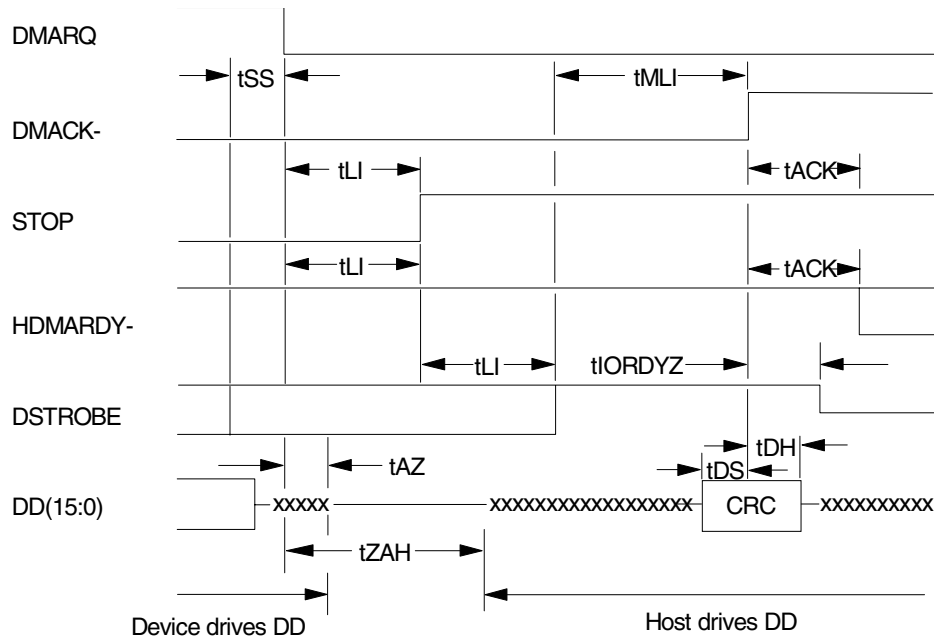 DMARQ
tSS
tMLI
DMACK-
tLI
tACK
STOP
tLI
tACK
HDMARDY-
tLI
tIORDYZ
DSTROBE
tAZ
tDH
tDS
DD(15:0)
XXXXX
XXXXXXXXXXXXXXXXX
CRC
XXXXXXXXXX
tZAH
Device drives DD
Host drives DD